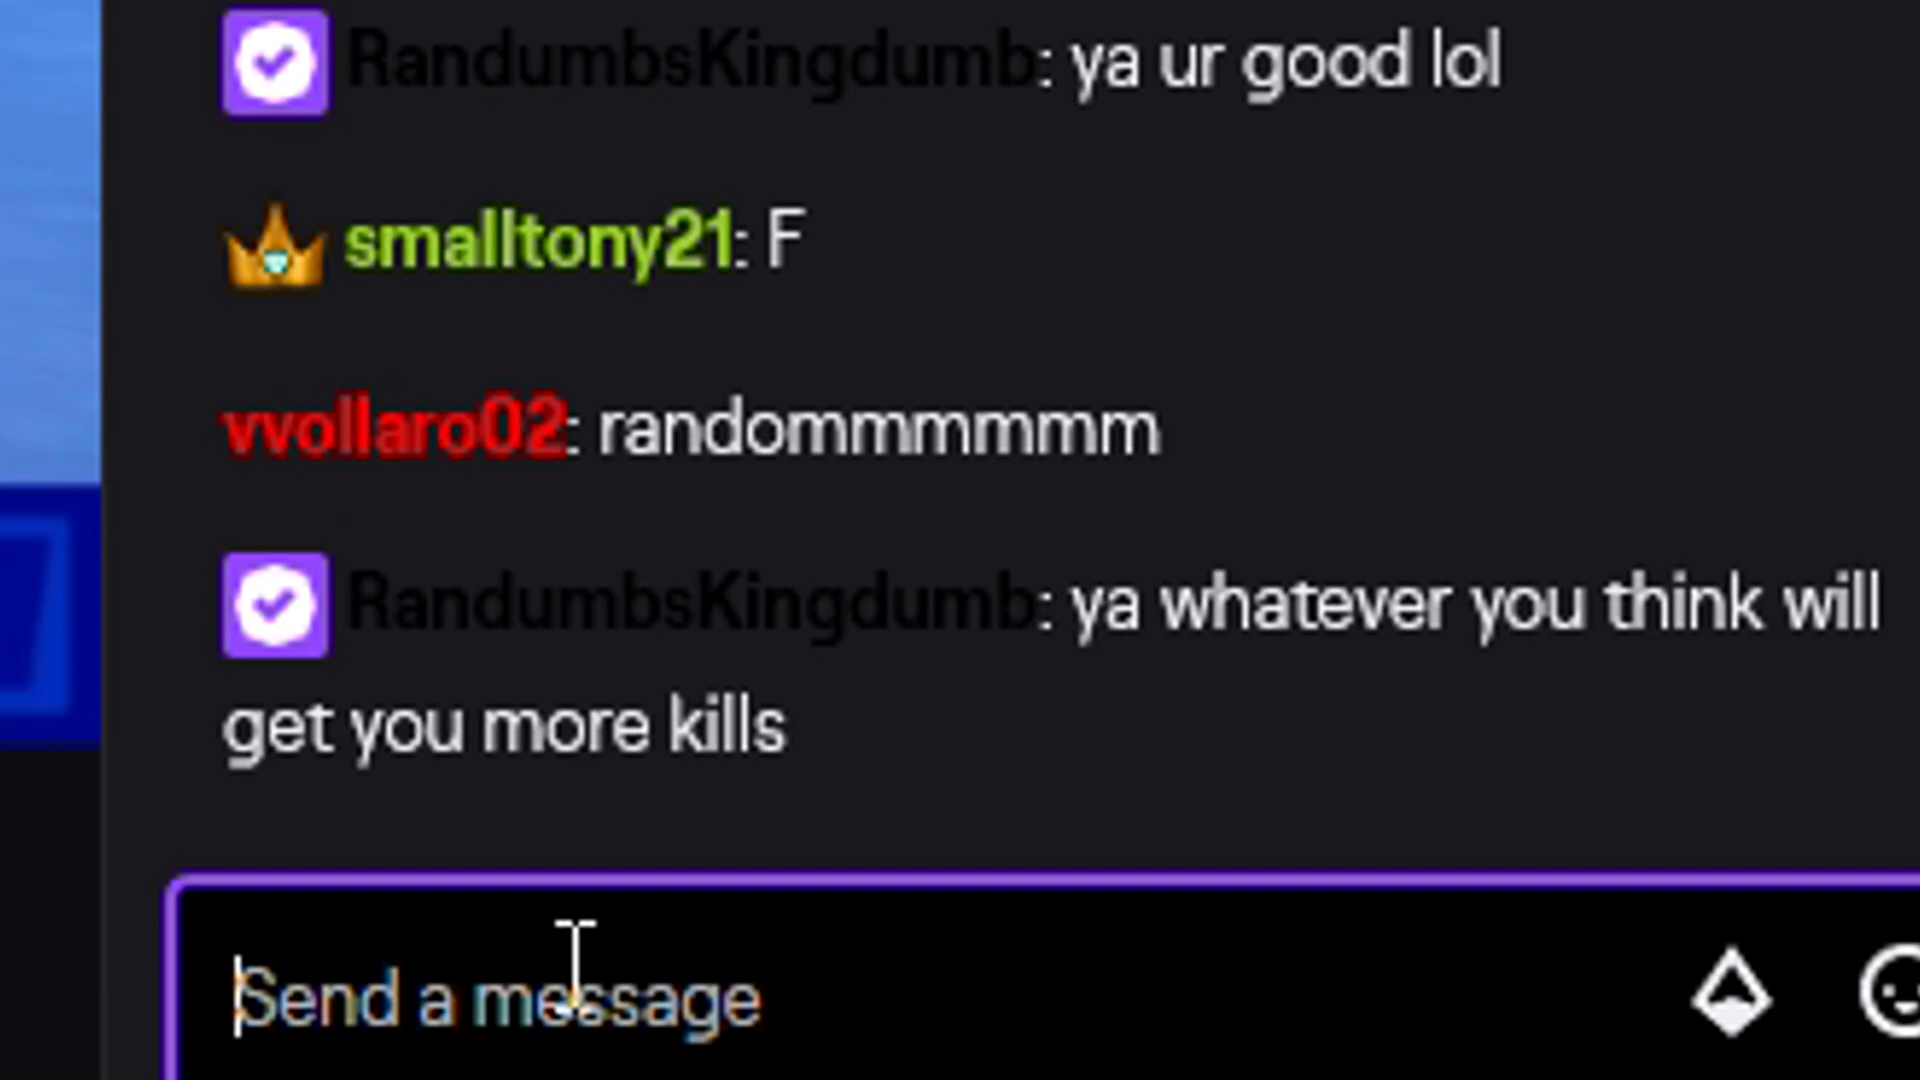 RandumbsKingdumb: ya ur good lol
smalltony21: F
vvollaro02: randommmmmm
RandumbsKingdumb: ya whatever you think will
get you more kills
Send a message